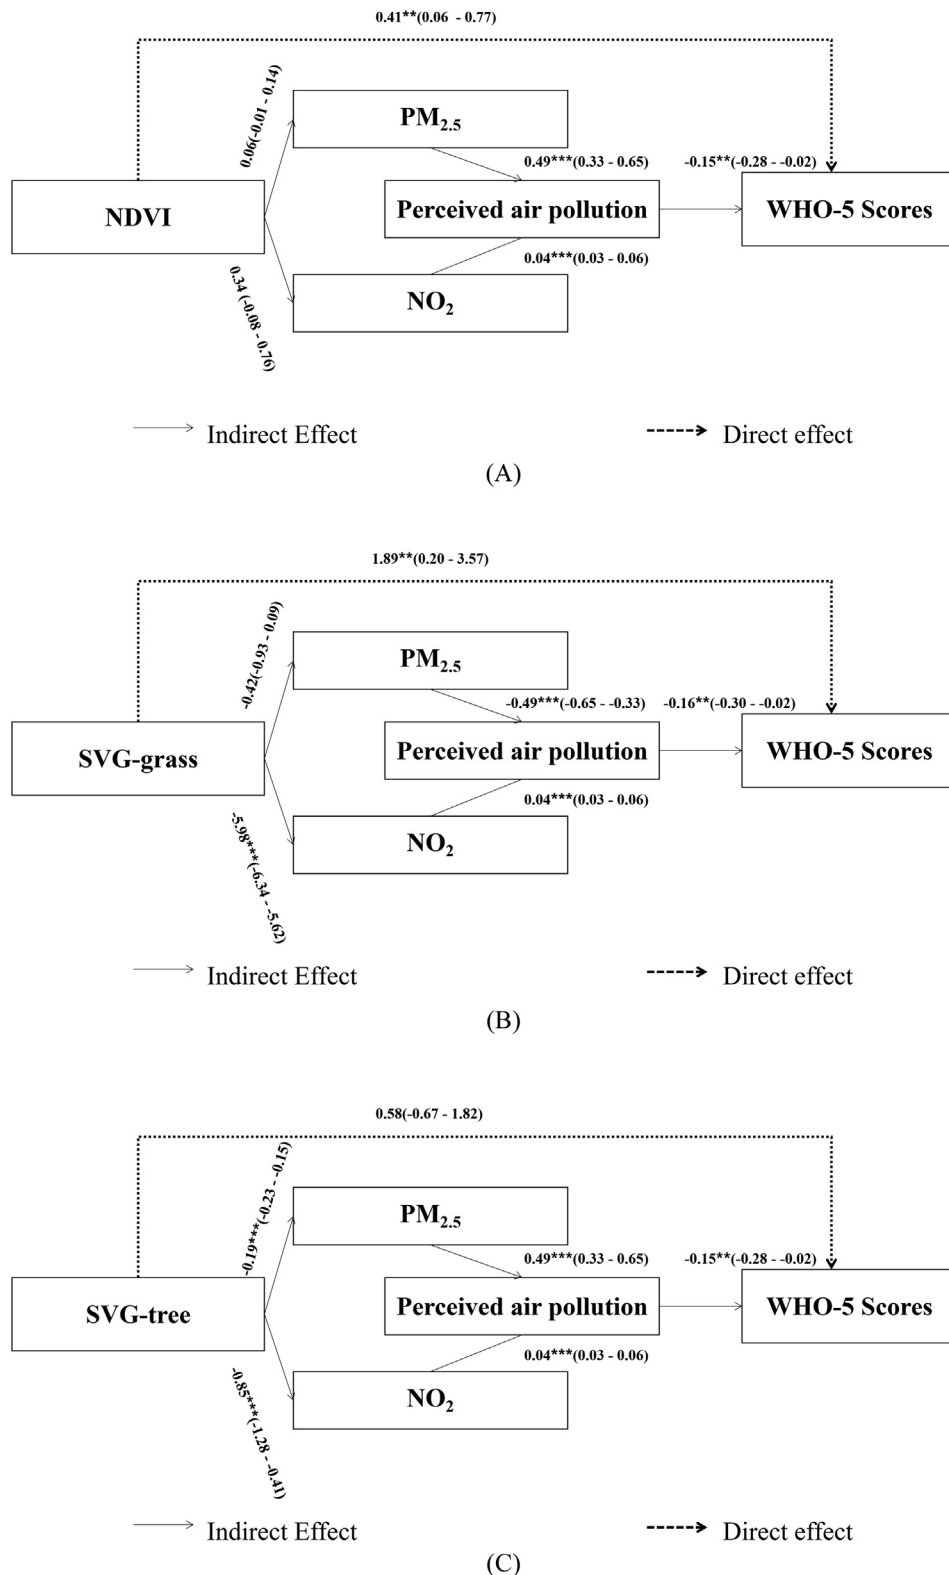 0.41**(0.06 - 0.77)
0.06(-0.01 - 0.14)
PM2.5
0.49***(0.33 - 0.65)
-0.15**(-0.28 - -0.02)
NDVI
Perceived air pollution
WHO-5 Scores
0.04***(0.03 - 0.06)
0.34 (-0.08 - 0.76)
NO2
Indirect Effect
Direct effect
(A)
1.89**(0.20 - 3.57)
-0.42(-0.93 - 0.09)
PM2.5
-0.49***(-0.65 - -0.33)
-0.16**(-0.30 - -0.02)
SVG-grass
Perceived air pollution
WHO-5 Scores
0.04***(0.03 - 0.06)
-5.98***(-6.34 - -5.62)
NO2
Indirect Effect
Direct effect
(B)
0.58(-0.67 - 1.82)
-0.19***(-0.23 - -0.15)
PM2.5
0.49***(0.33 - 0.65)
-0.15**(-0.28 - -0.02)
SVG-tree
Perceived air pollution
WHO-5 Scores
0.04***(0.03 - 0.06)
-0.85***(-1.28 - -0.41)
NO2
Indirect Effect
Direct effect
(C)